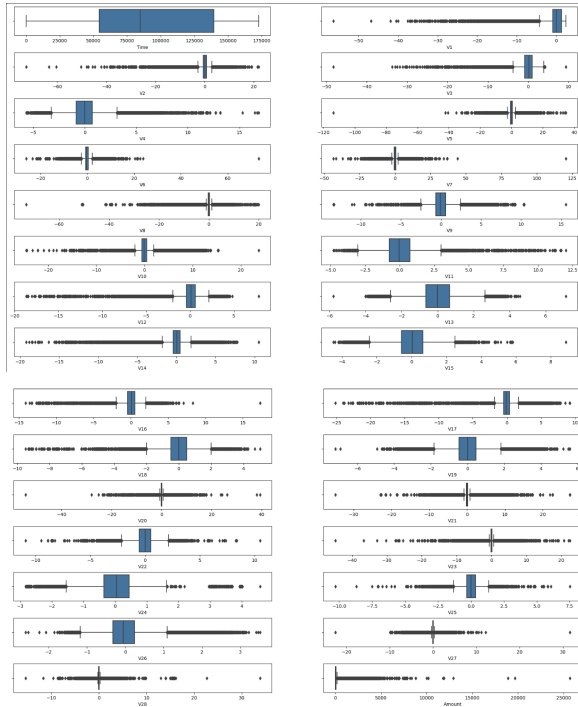 0 25000 50000 75000 100000 125000 150000 175000
Time
−50 −40 −30 −20 −10 0
V1
−60 −40 −20 0 20
V2
−50 −40 −30 −20 −10 0 10
V3
−5 0 5 10 15
V4
−120 −100 −80 −60 −40 −20 0 20 40
V5
−20 0 20 40 60
V6
−50 −25 0 25 50 75 100 125
V7
−60 −40 −20 0 20
V8
−10 −5 0 5 10 15
V9
−20 −10 0 10 20
V10
−5.0 −2.5 0.0 2.5 5.0 7.5 10.0 12.5
V11
−20 −15 −10 −5 0 5
V12
−6 −4 −2 0 2 4 6
V13
−20 −15 −10 −5 0 5 10
V14
−4 −2 0 2 4 6 8
V15
−15 −10 −5 0 5 10 15
V16
−25 −20 −15 −10 −5 0 5 10
V17
−10 −8 −6 −4 −2 0 2 4
V18
−6 −4 −2 0 2 4 6
V19
−40 −20 0 20 40
V20
−30 −20 −10 0 10 20
V21
−10 −5 0 5 10
V22
−40 −30 −20 −10 0 10 20
V23
−3 −2 −1 0 1 2 3 4
V24
−10.0 −7.5 −5.0 −2.5 0.0 2.5 5.0 7.5
V25
−2 −1 0 1 2 3
V26
−20 −10 0 10 20 30
V27
−10 0 10 20 30
V28
0 5000 10000 15000 20000 25000
Amount